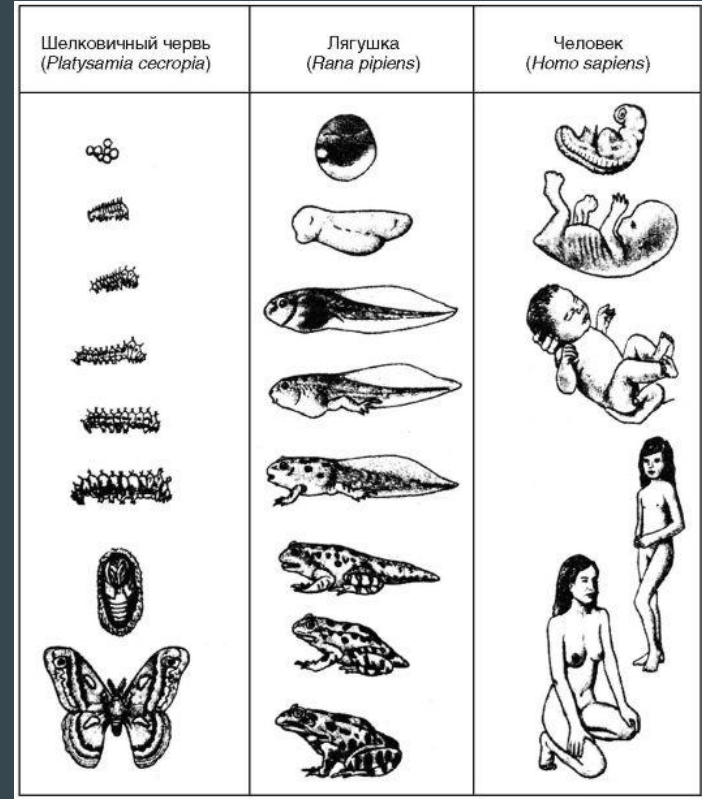 Шелковичный червь
(Platysamia cecropia)
Лягушка
(Rana pipiens)
Человек
(Homo sapiens)